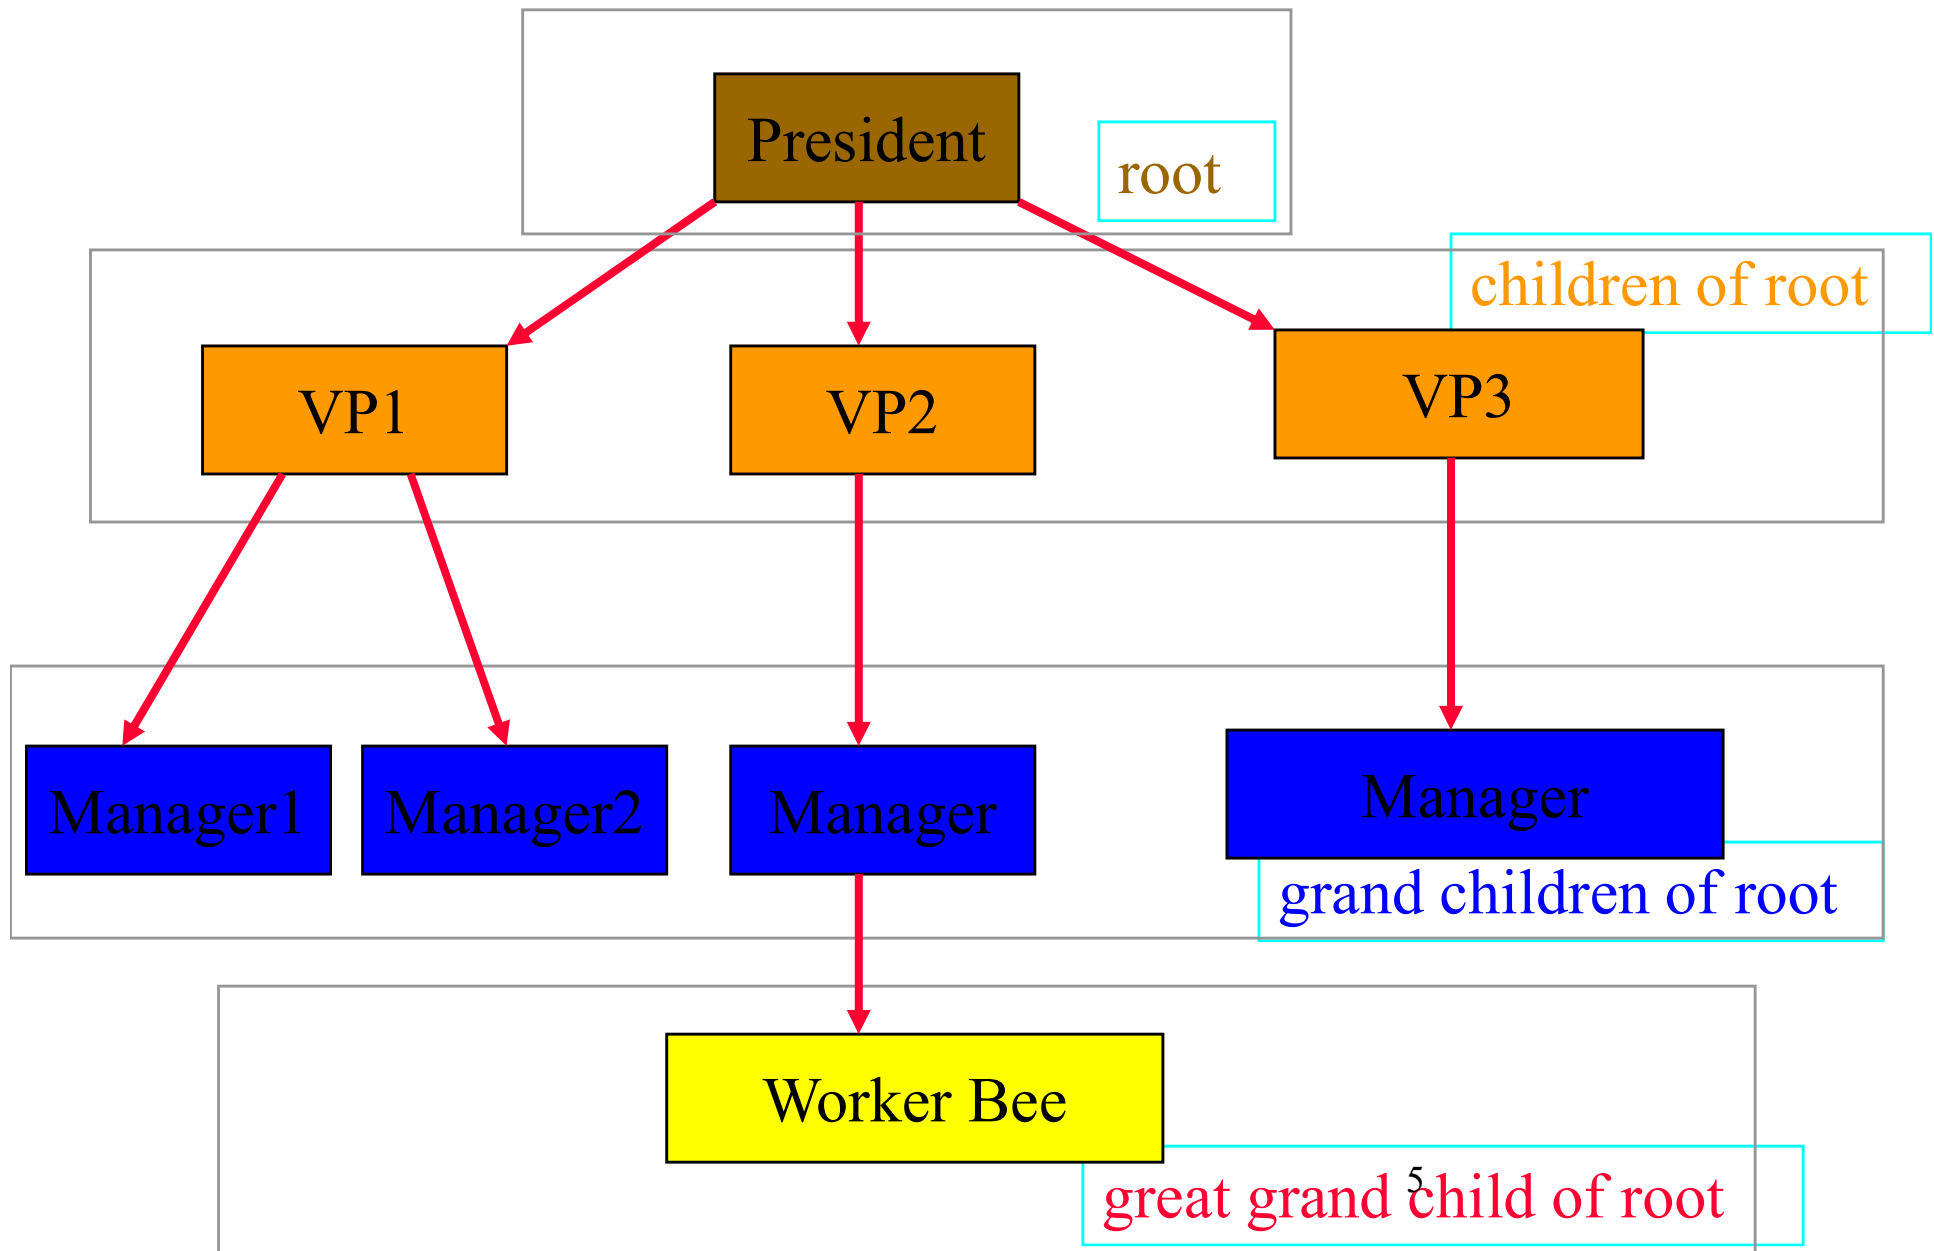 President
root
children of root
VP1
VP2
VP3
Manager1
Manager2
Manager
Manager
grand children of root
Worker Bee
5
great grand child of root